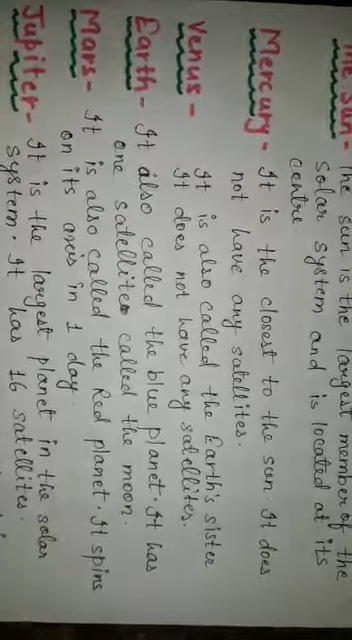 The Sun- The sun is the largest member of the
solar system and is located at its
centre.
Mercury- It is the closest to the sun. It does
not have any satellites.
Venus- It is also called the Earth's sister
It does not have any satellites.
Earth- It also called the blue planet. It has
one satellites called the moon.
Mars- It is also called the Red planet. It spins
on its axis in 1 day.
Jupiter- It is the largest planet in the solar
system. It has 16 satellites.